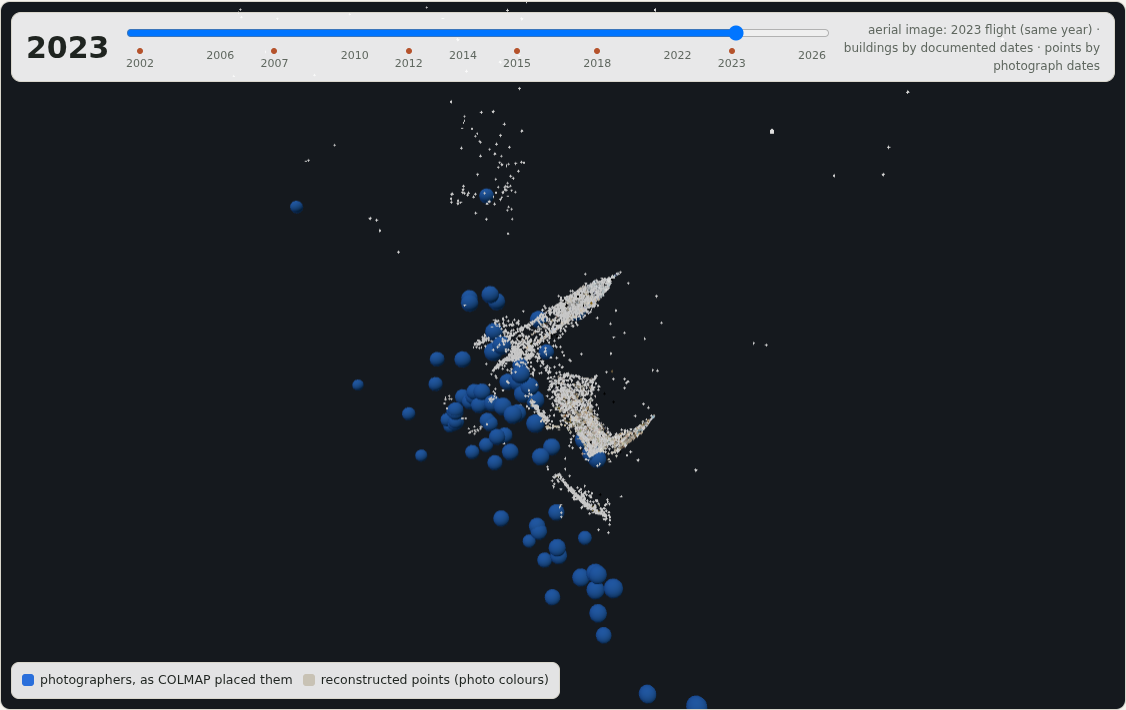 2023
aerial image: 2023 flight (same year) ·
buildings by documented dates · points by
photograph dates
2002
2006
2007
2010
2012
2014
2015
2018
2022
2023
2026
photographers, as COLMAP placed them
reconstructed points (photo colours)